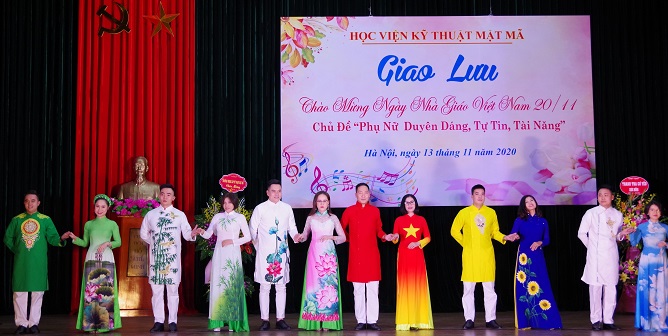 HỌC VIỆN KỸ THUẬT MẬT MÃ
Giao Lưu
Chào Mừng Ngày Nhà Giáo Việt Nam 20/11
Chủ Đề "Phụ Nữ Duyên Dáng, Tự Tin, Tài Năng"
Hà Nội, ngày 13 tháng 11 năm 2020